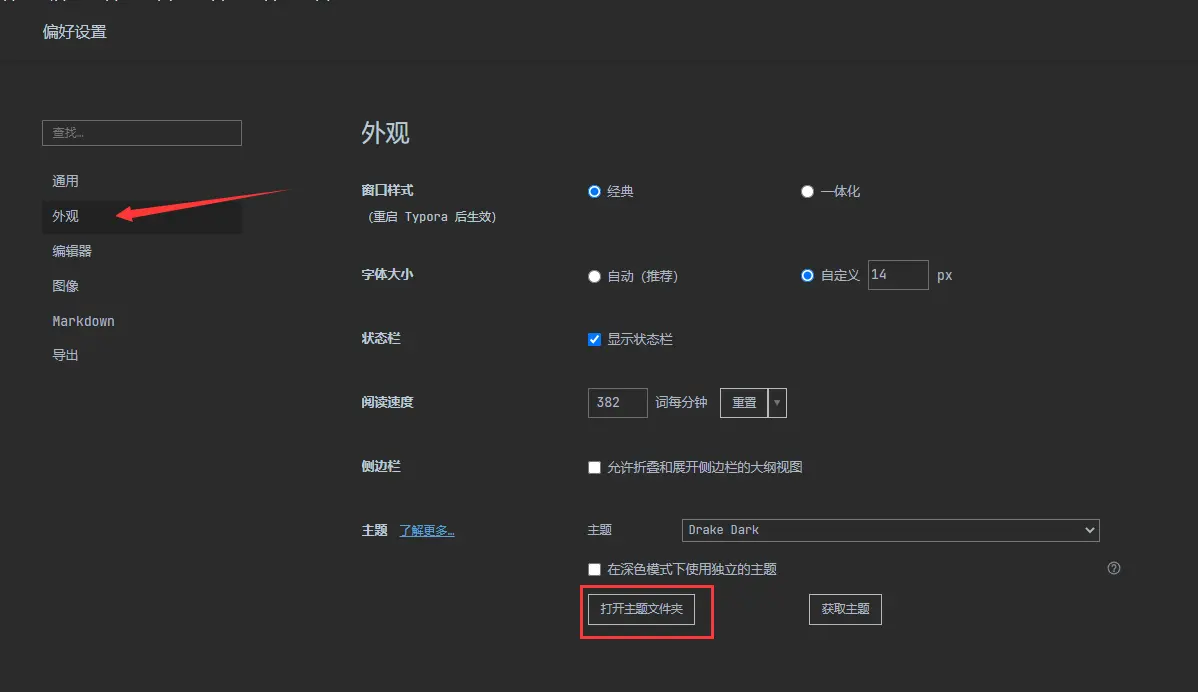 偏好设置
查找…
通用
外观
编辑器
图像
Markdown
导出
外观
窗口样式
(重启 Typora 后生效)
经典
一体化
字体大小
自动（推荐）
自定义 14 px
状态栏
显示状态栏
阅读速度
382 词每分钟 重置
侧边栏
允许折叠和展开侧边栏的大纲视图
主题 了解更多…
主题 Drake Dark
在深色模式下使用独立的主题
打开主题文件夹 获取主题